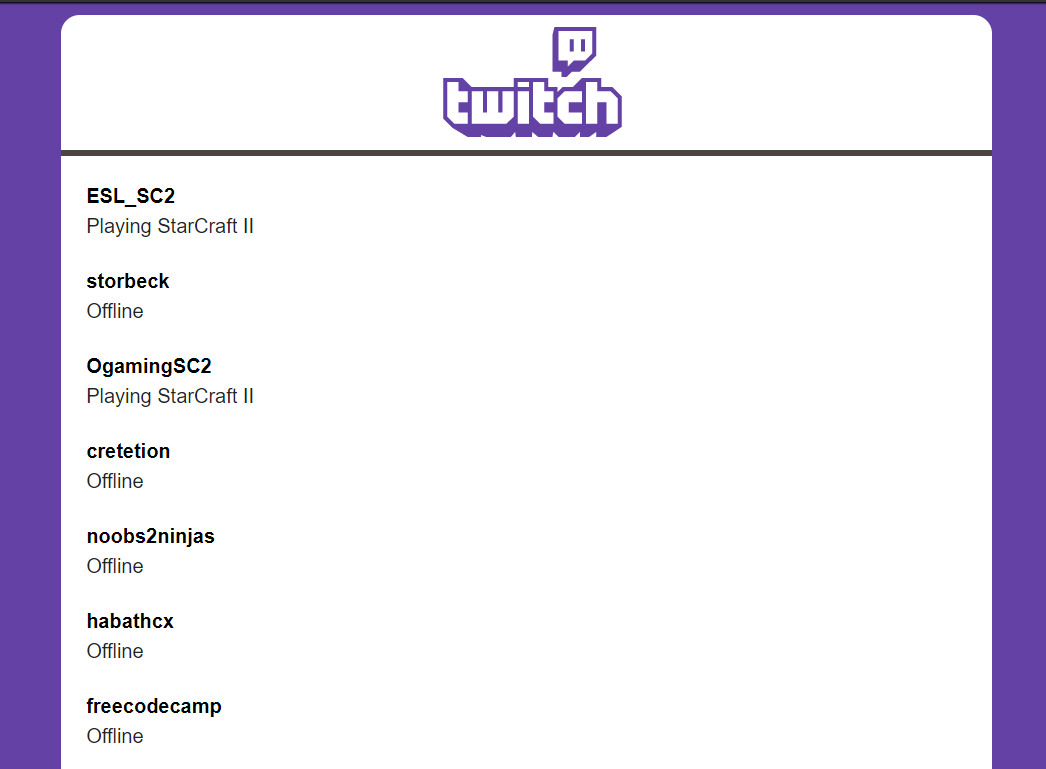 twitch
ESL_SC2
Playing StarCraft II
storbeck
Offline
OgamingSC2
Playing StarCraft II
cretetion
Offline
noobs2ninjas
Offline
habathcx
Offline
freecodecamp
Offline